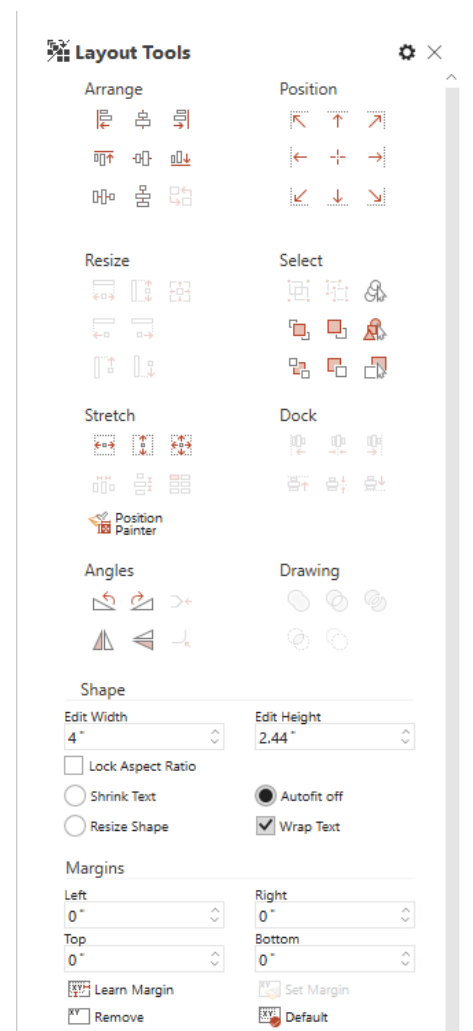 Layout Tools
Arrange
Position
Resize
Select
Stretch
Dock
Position
Painter
Angles
Drawing
Shape
Edit Width
Edit Height
4"
2.44"
Lock Aspect Ratio
Shrink Text
Autofit off
Resize Shape
Wrap Text
Margins
Left
Right
0"
0"
Top
Bottom
0"
0"
Learn Margin
Set Margin
Remove
Default